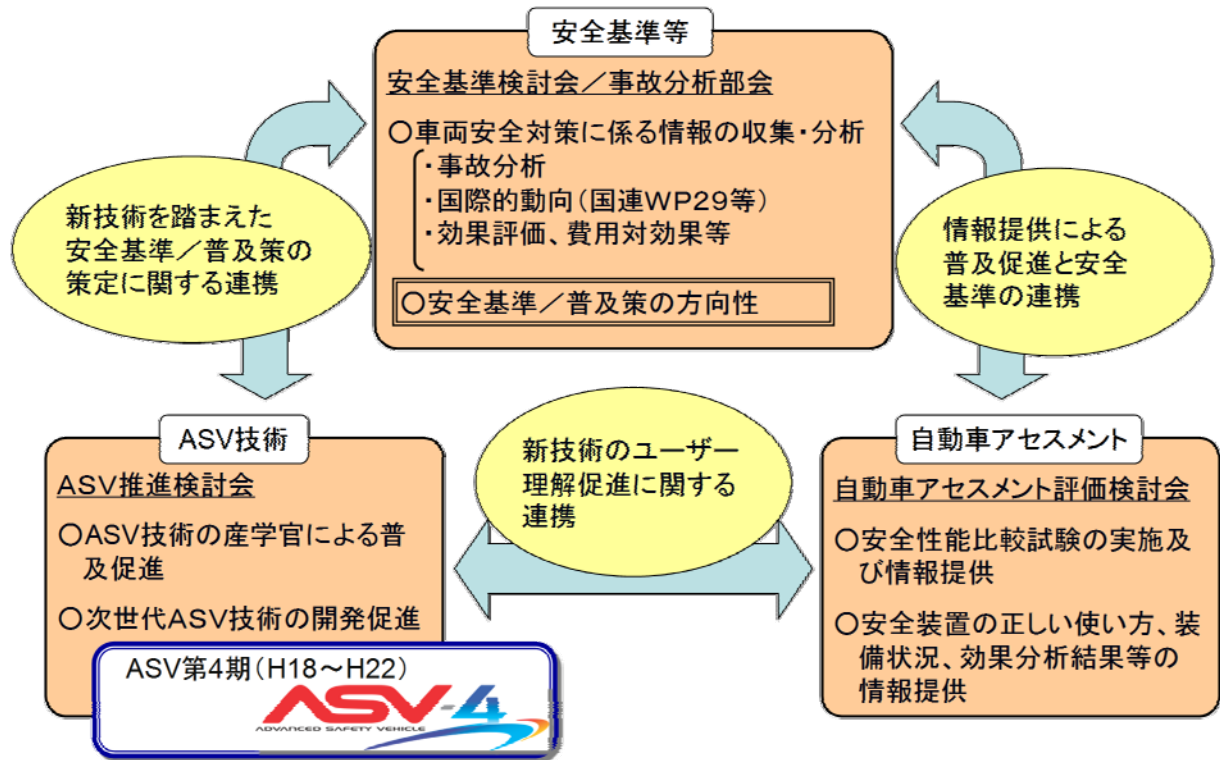 安全基準等
安全基準検討会／事故分析部会
○車両安全対策に係る情報の収集・分析
・事故分析
・国際的動向（国連WP29等）
・効果評価、費用対効果等
○安全基準／普及策の方向性
新技術を踏まえた
安全基準／普及策の
策定に関する連携
情報提供による
普及促進と安全
基準の連携
ASV技術
ASV推進検討会
○ASV技術の産学官による普
及促進
○次世代ASV技術の開発促進
ASV第4期（H18～H22）
ASV-4
ADVANCED SAFETY VEHICLE
新技術のユーザー
理解促進に関する
連携
自動車アセスメント
自動車アセスメント評価検討会
○安全性能比較試験の実施及
び情報提供
○安全装置の正しい使い方、装
備状況、効果分析結果等の
情報提供